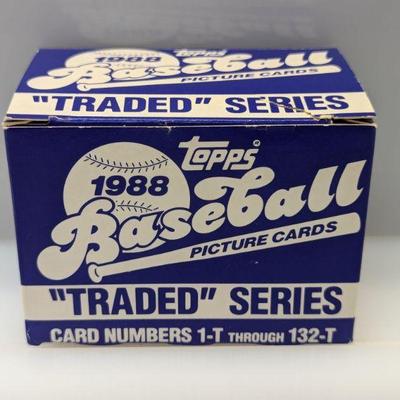 topps
1988
Baseball
PICTURE CARDS
"TRADED" SERIES
topps
1988
Baseball
PICTURE CARDS
"TRADED" SERIES
CARD NUMBERS 1-T THROUGH 132-T